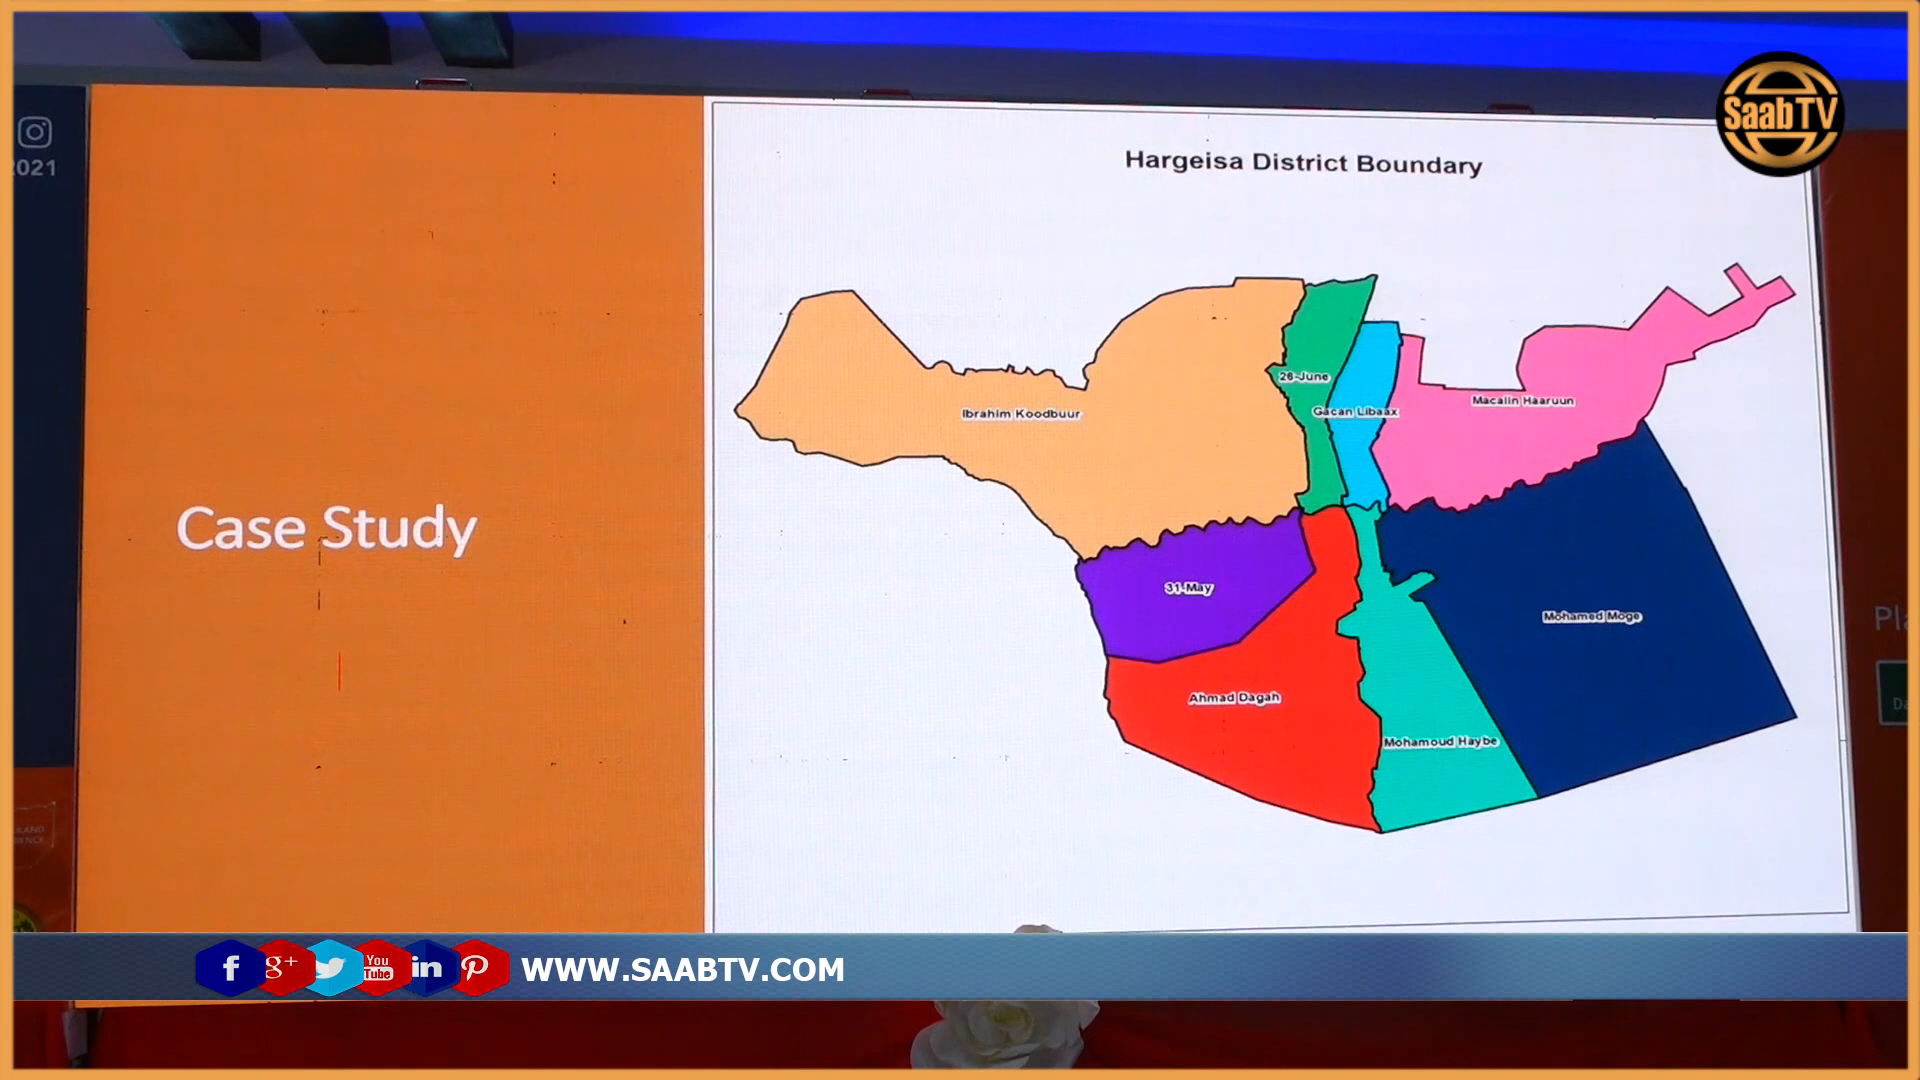 SaabTV
2021
Hargeisa District Boundary
26-June
Gacan Libaax
Macalin Haaruun
Ibrahim Koodbuur
Case Study
31-May
Mohamed Moge
Ahmad Dagah
Mohamoud Haybe
f g+ You Tube in
WWW.SAABTV.COM